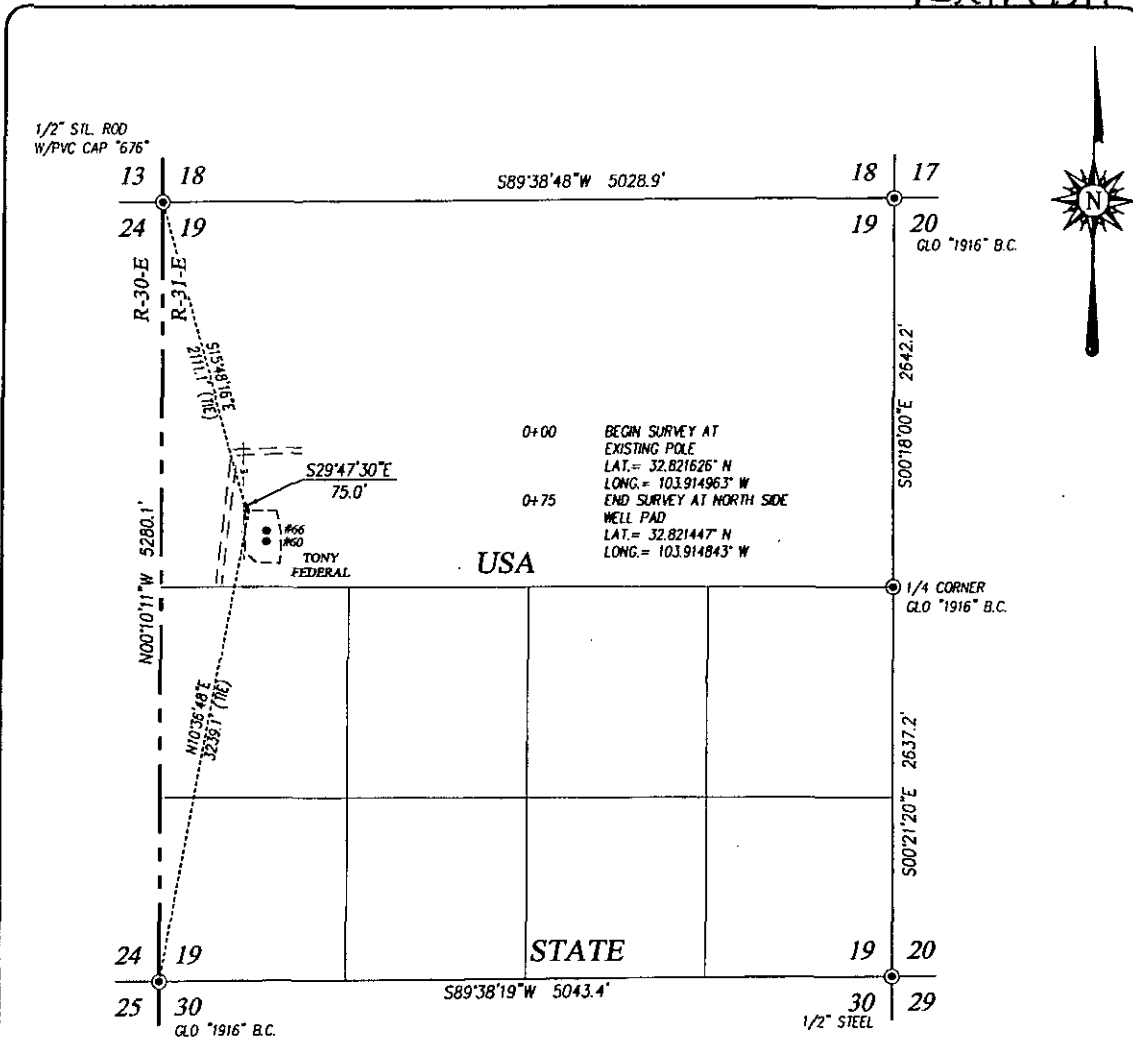 1/2" STL. ROD
W/PVC CAP "676"
13 18
S89°38'48"W 5028.9'
18 17
24 19
19 20
GLO "1916" B.C.
N
R-30-E
R-31-E
S15°48'16"E
2111.1' (TIE)
S00°18'00"E 2642.2'
0+00 BEGIN SURVEY AT
EXISTING POLE
LAT.= 32.821626° N
LONG.= 103.914963° W
0+75 END SURVEY AT NORTH SIDE
WELL PAD
LAT.= 32.821447° N
LONG.= 103.914843° W
S29°47'30"E
75.0'
N00°10'11"W 5280.1'
#66
#60
TONY
FEDERAL
USA
1/4 CORNER
GLO "1916" B.C.
N10°36'48"E
3239.1' (TIE)
S00°21'20"E 2637.2'
24 19
STATE
19 20
S89°38'19"W 5043.4'
25 30
GLO "1916" B.C.
30 29
1/2" STEEL